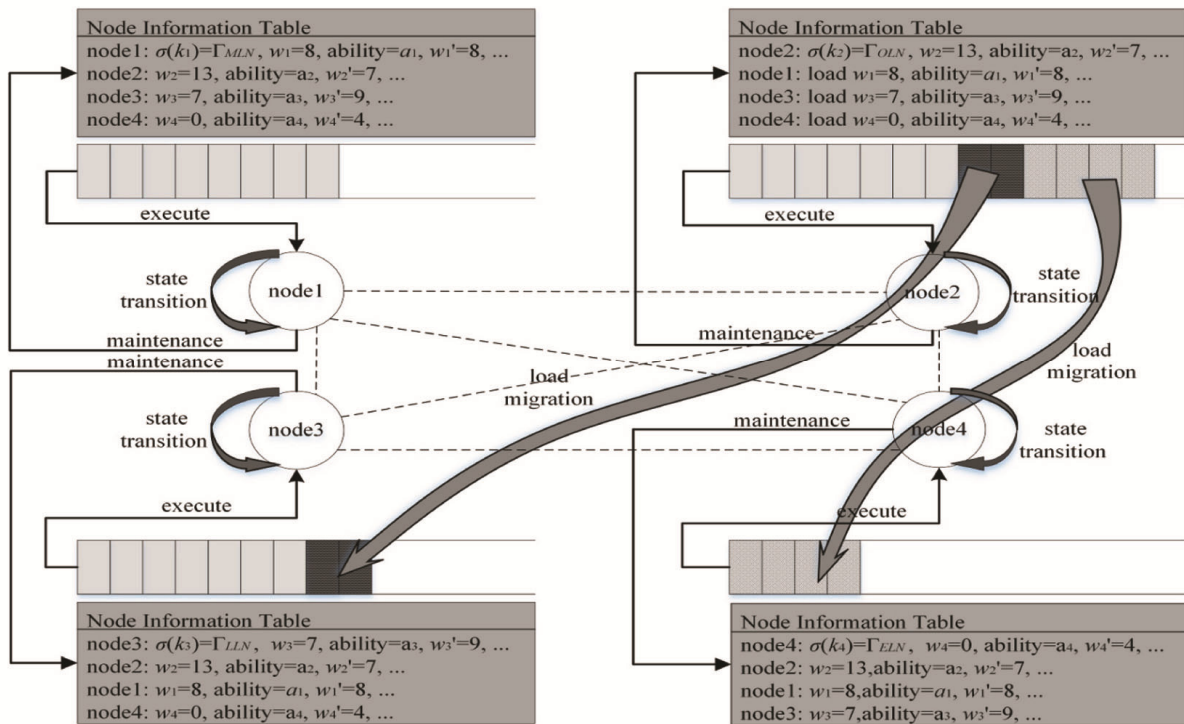 Node Information Table
node1: σ(k₁)=Γ_MLN, w₁=8, ability=a₁, w₁'=8, ...
node2: w₂=13, ability=a₂, w₂'=7, ...
node3: w₃=7, ability=a₃, w₃'=9, ...
node4: w₄=0, ability=a₄, w₄'=4, ...
Node Information Table
node2: σ(k₂)=Γ_OLN, w₂=13, ability=a₂, w₂'=7, ...
node1: load w₁=8, ability=a₁, w₁'=8, ...
node3: load w₃=7, ability=a₃, w₃'=9, ...
node4: load w₄=0, ability=a₄, w₄'=4, ...
execute
execute
state
transition
node1
node2
state
transition
maintenance
maintenance
maintenance
load
migration
load
migration
state
transition
node3
maintenance
node4
state
transition
execute
execute
Node Information Table
node3: σ(k₃)=Γ_LLN, w₃=7, ability=a₃, w₃'=9, ...
node2: w₂=13, ability=a₂, w₂'=7, ...
node1: w₁=8, ability=a₁, w₁'=8, ...
node4: w₄=0, ability=a₄, w₄'=4, ...
Node Information Table
node4: σ(k₄)=Γ_ELN, w₄=0, ability=a₄, w₄'=4, ...
node2: w₂=13,ability=a₂, w₂'=7, ...
node1: w₁=8,ability=a₁, w₁'=8, ...
node3: w₃=7,ability=a₃, w₃'=9, ...